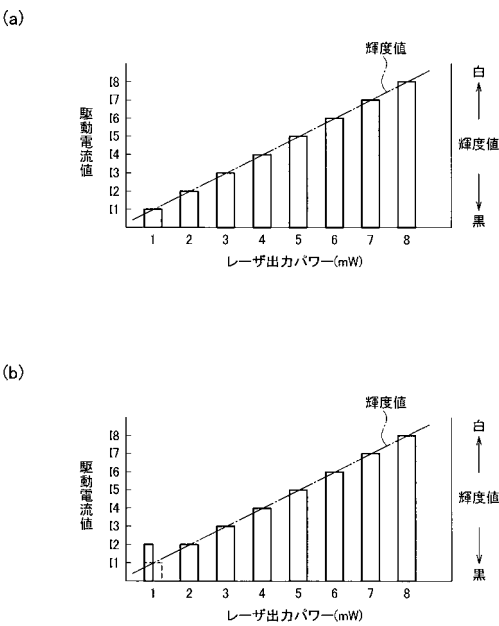 (a)
輝度値
駆動電流値
I8
I7
I6
I5
I4
I3
I2
I1
白
輝度値
黒
1 2 3 4 5 6 7 8
レーザ出力パワー(mW)
(b)
輝度値
駆動電流値
I8
I7
I6
I5
I4
I3
I2
I1
白
輝度値
黒
1 2 3 4 5 6 7 8
レーザ出力パワー(mW)